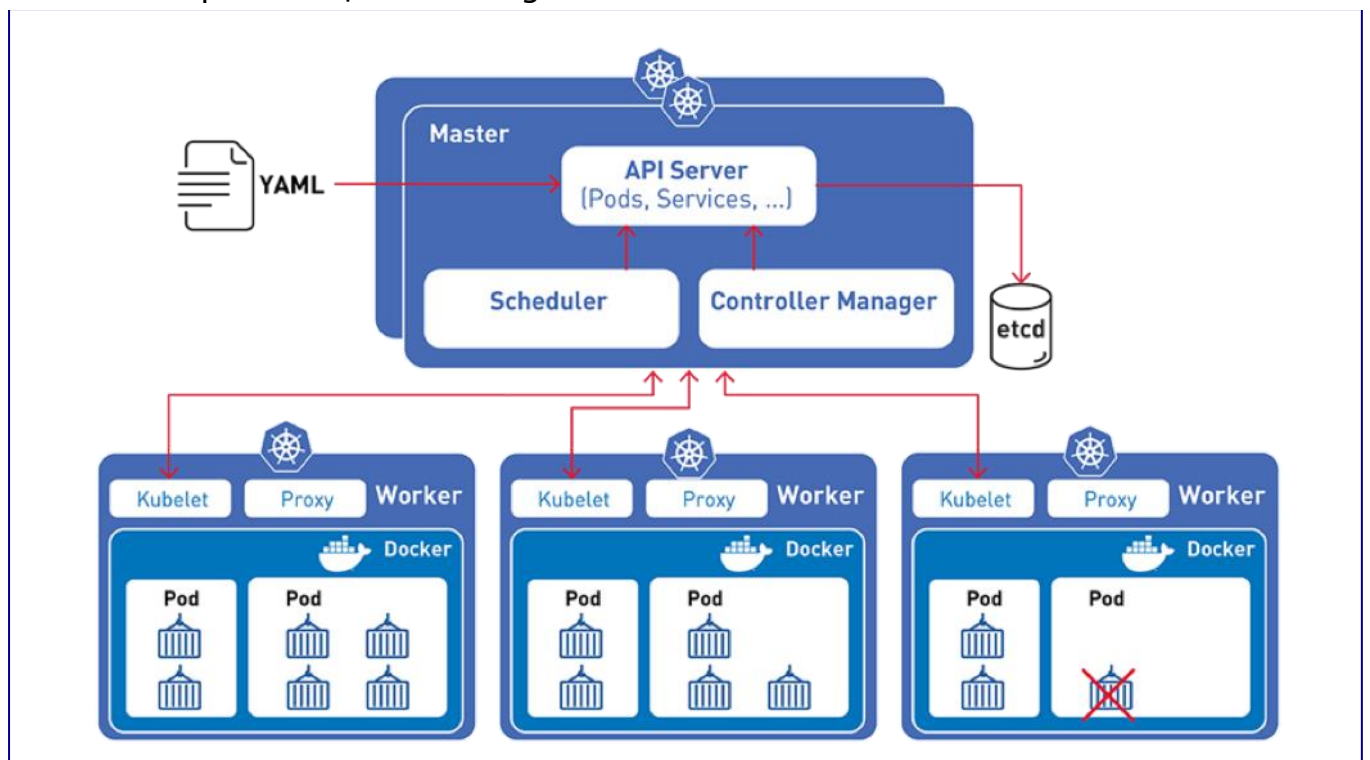 YAML
Master
API Server
(Pods, Services, ...)
Scheduler
Controller Manager
etcd
Kubelet
Proxy
Worker
Docker
Pod
Pod
Kubelet
Proxy
Worker
Docker
Pod
Pod
Kubelet
Proxy
Worker
Docker
Pod
Pod